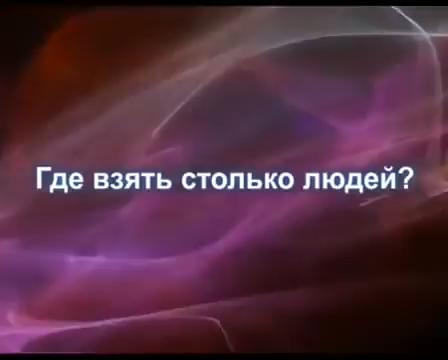 Где взять столько людей?